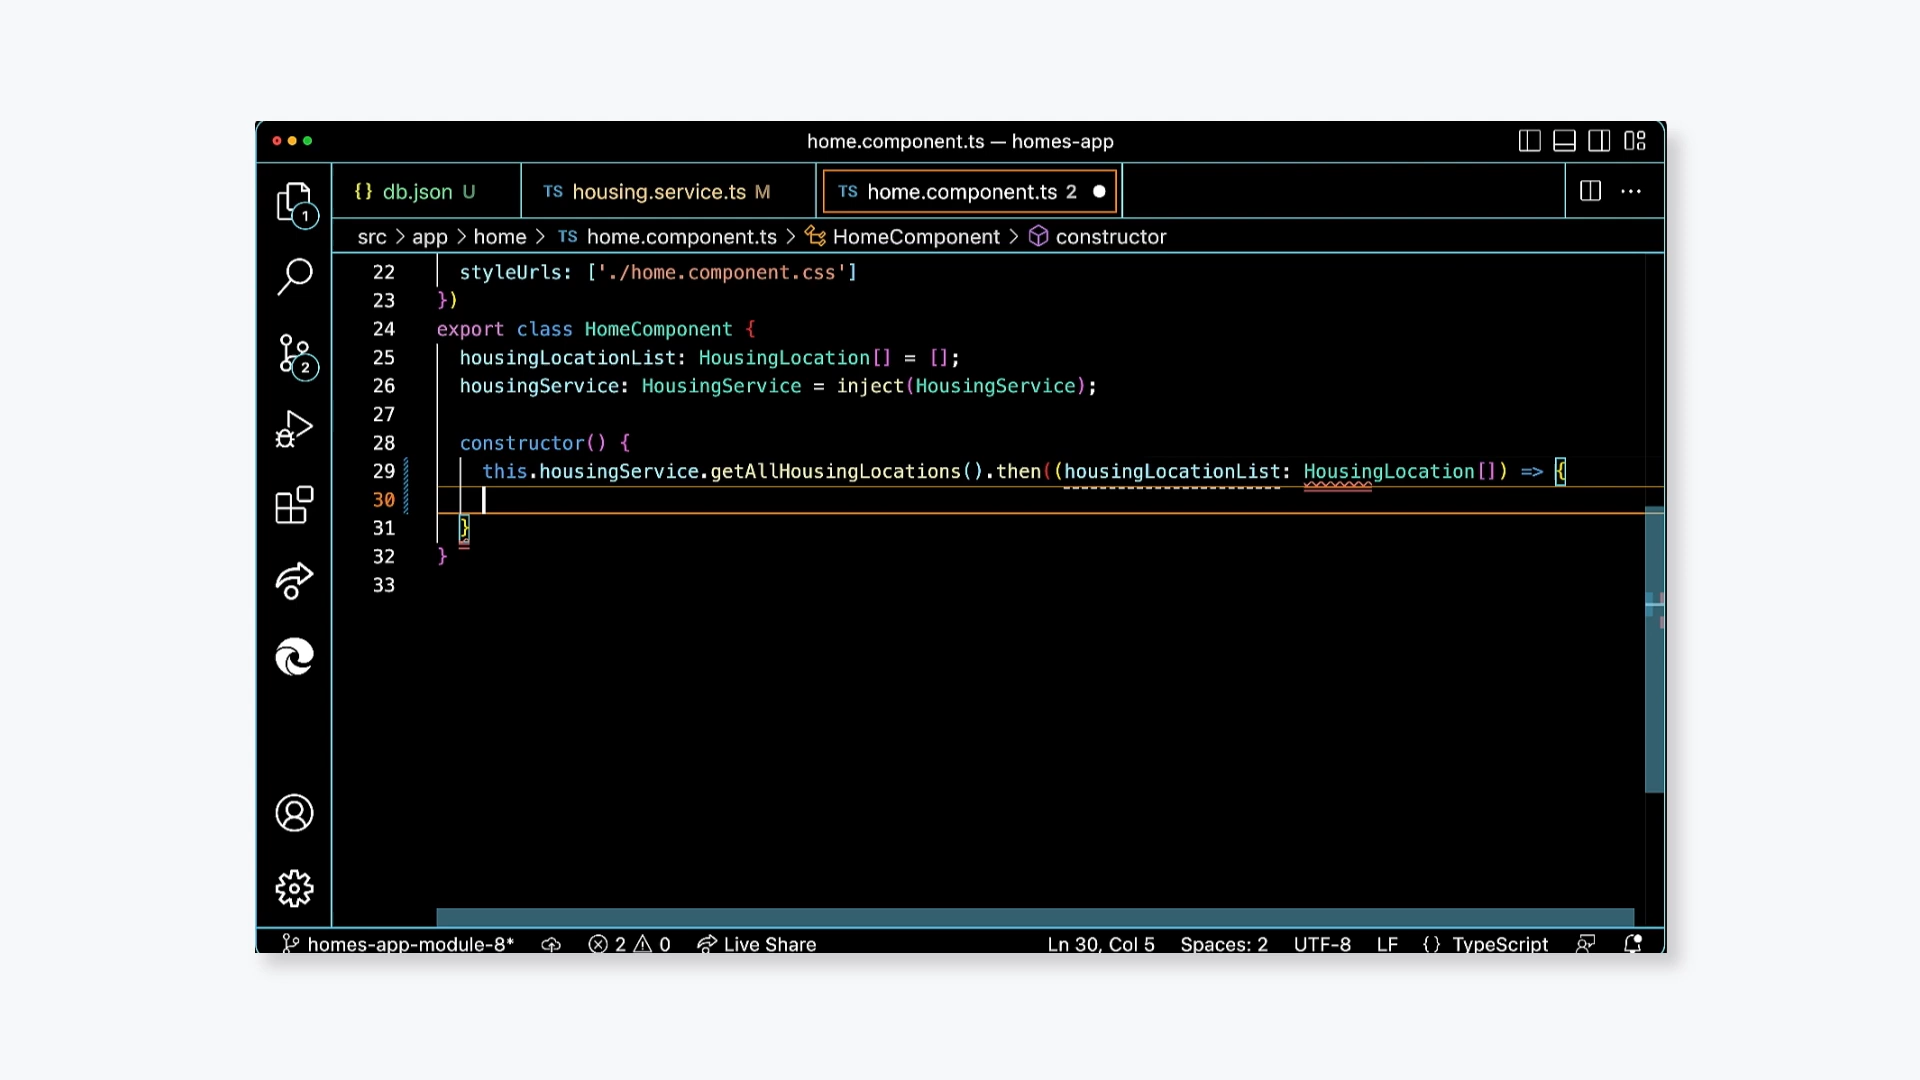 home.component.ts — homes-app
{} db.json U
TS housing.service.ts M
TS home.component.ts 2
1
src > app > home > TS home.component.ts > HomeComponent > constructor
22 styleUrls: ['./home.component.css']
23 })
24 export class HomeComponent {
25 housingLocationList: HousingLocation[] = [];
26 housingService: HousingService = inject(HousingService);
27
28 constructor() {
2
29 this.housingService.getAllHousingLocations().then((housingLocationList: HousingLocation[]) => {
30
31 }
32 }
33
homes-app-module-8* 2 0 Live Share Ln 30, Col 5 Spaces: 2 UTF-8 LF {} TypeScript